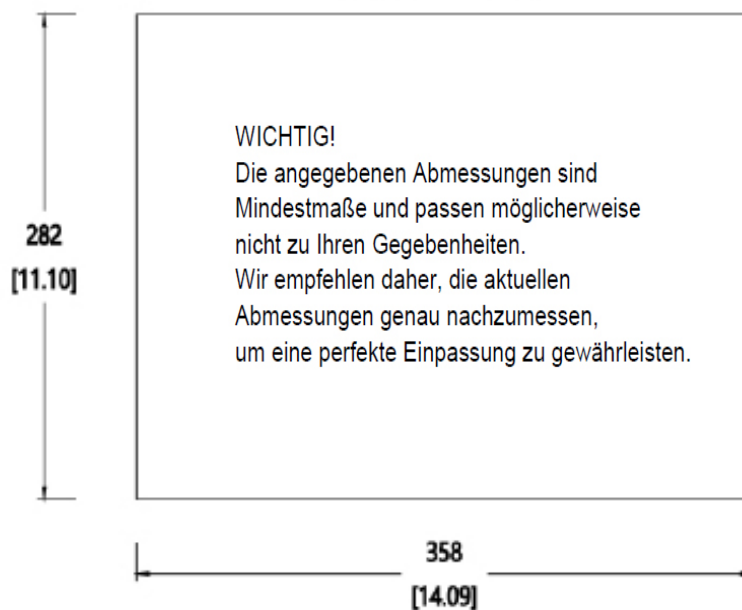 WICHTIG!
Die angegebenen Abmessungen sind
Mindestmaße und passen möglicherweise
nicht zu Ihren Gegebenheiten.
Wir empfehlen daher, die aktuellen
Abmessungen genau nachzumessen,
um eine perfekte Einpassung zu gewährleisten.
282
[11.10]
358
[14.09]